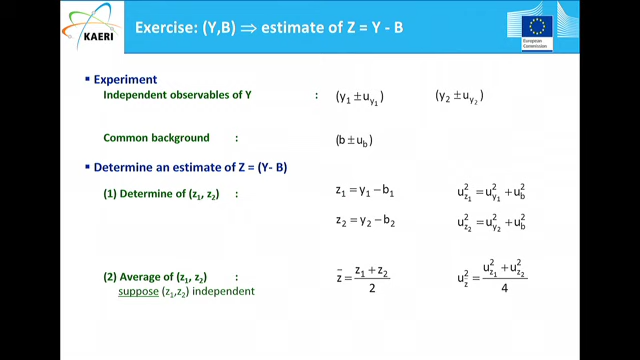 KAERI
Exercise: (Y,B) ⇒ estimate of Z = Y - B
European
Commission
▪ Experiment
Independent observables of Y : (y₁ ± u_y₁) (y₂ ± u_y₂)
Common background : (b ± u_b)
▪ Determine an estimate of Z = (Y- B)
(1) Determine of (z₁, z₂) : z₁ = y₁ − b₁ u²_z₁ = u²_y₁ + u²_b
z₂ = y₂ − b₂ u²_z₂ = u²_y₂ + u²_b
(2) Average of (z₁, z₂) : z̄ = (z₁ + z₂)/2 u²_z̄ = (u²_z₁ + u²_z₂)/4
suppose (z₁,z₂) independent